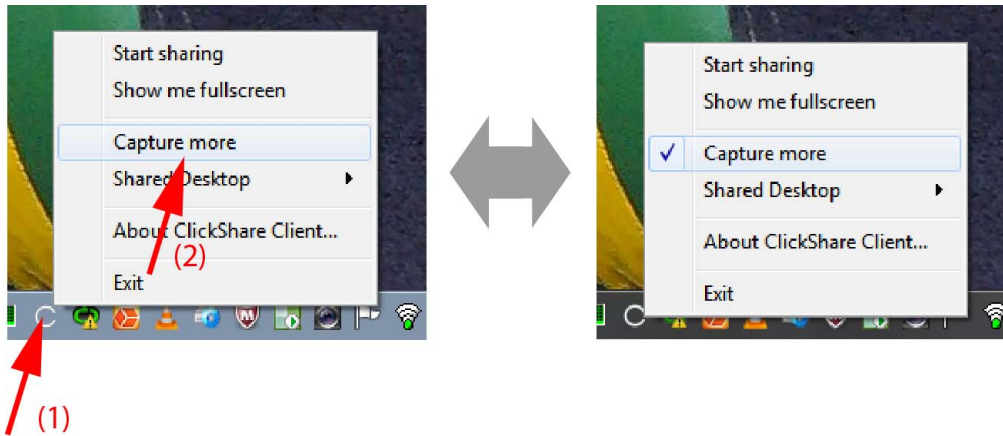 Start sharing
Show me fullscreen
Capture more
Shared Desktop
About ClickShare Client...
(2)
Exit
(1)
Start sharing
Show me fullscreen
Capture more
Shared Desktop
About ClickShare Client...
Exit